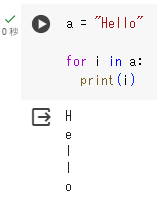 0 秒
a = "Hello"
for i in a:
  print(i)
H
e
l
l
o